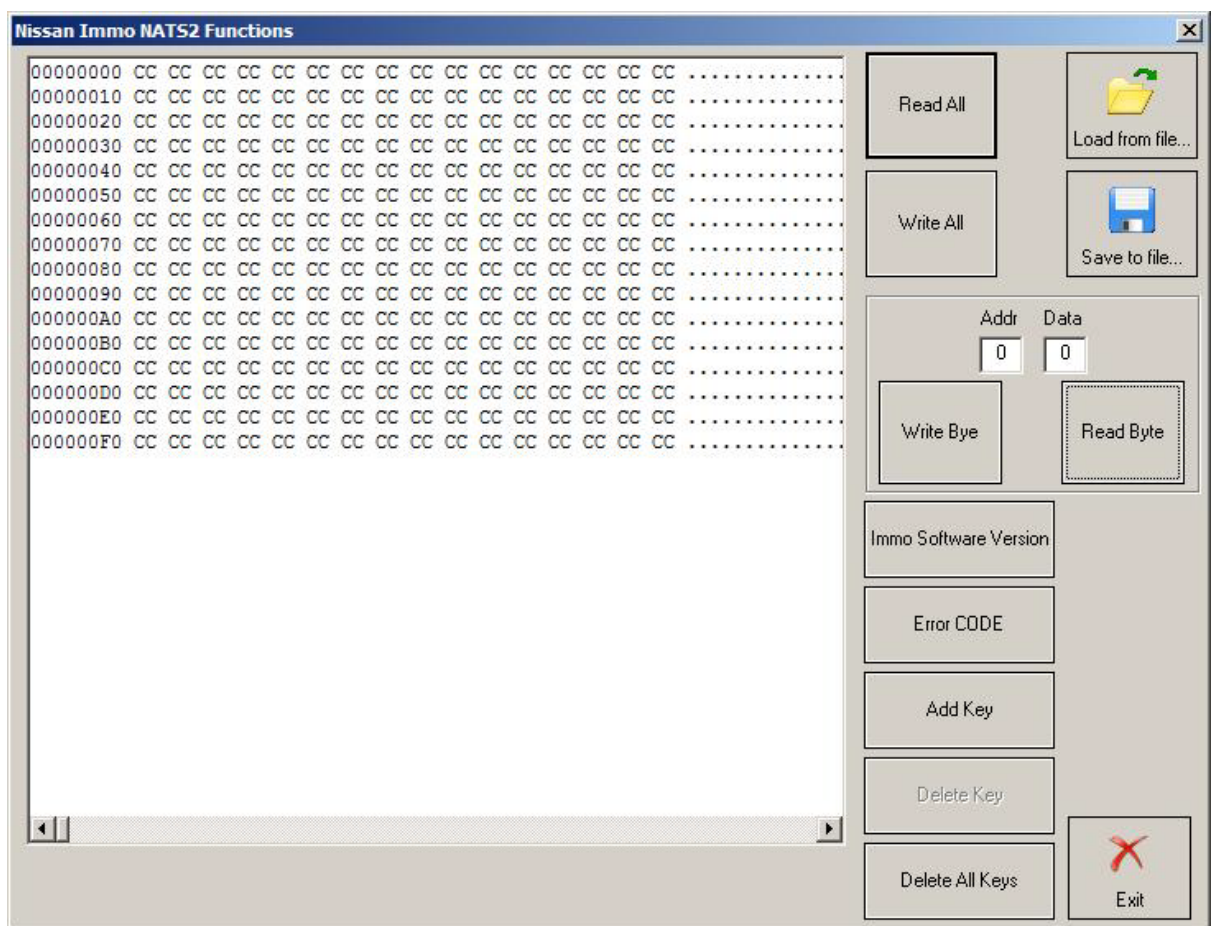 Nissan Immo NATS2 Functions
00000000 CC CC CC CC CC CC CC CC CC CC CC CC CC CC CC CC ..............
00000010 CC CC CC CC CC CC CC CC CC CC CC CC CC CC CC CC ..............
00000020 CC CC CC CC CC CC CC CC CC CC CC CC CC CC CC CC ..............
00000030 CC CC CC CC CC CC CC CC CC CC CC CC CC CC CC CC ..............
00000040 CC CC CC CC CC CC CC CC CC CC CC CC CC CC CC CC ..............
00000050 CC CC CC CC CC CC CC CC CC CC CC CC CC CC CC CC ..............
00000060 CC CC CC CC CC CC CC CC CC CC CC CC CC CC CC CC ..............
00000070 CC CC CC CC CC CC CC CC CC CC CC CC CC CC CC CC ..............
00000080 CC CC CC CC CC CC CC CC CC CC CC CC CC CC CC CC ..............
00000090 CC CC CC CC CC CC CC CC CC CC CC CC CC CC CC CC ..............
000000A0 CC CC CC CC CC CC CC CC CC CC CC CC CC CC CC CC ..............
000000B0 CC CC CC CC CC CC CC CC CC CC CC CC CC CC CC CC ..............
000000C0 CC CC CC CC CC CC CC CC CC CC CC CC CC CC CC CC ..............
000000D0 CC CC CC CC CC CC CC CC CC CC CC CC CC CC CC CC ..............
000000E0 CC CC CC CC CC CC CC CC CC CC CC CC CC CC CC CC ..............
000000F0 CC CC CC CC CC CC CC CC CC CC CC CC CC CC CC CC ..............
Read All
Load from file...
Write All
Save to file...
Addr Data
0 0
Write Bye
Read Byte
Immo Software Version
Error CODE
Add Key
Delete Key
Delete All Keys
Exit